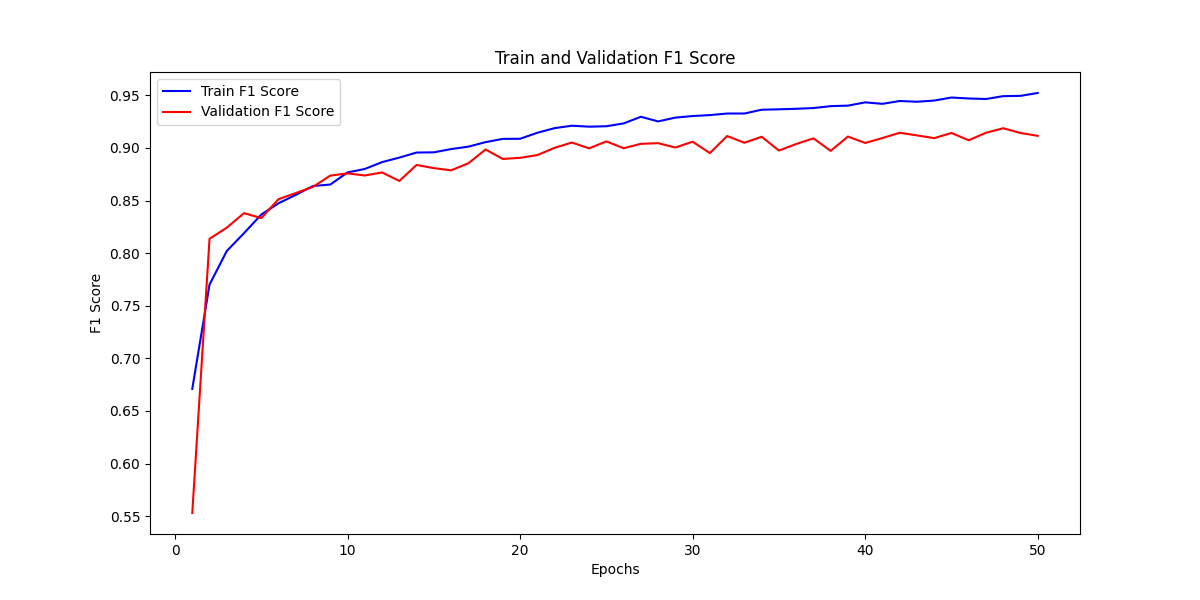 Train and Validation F1 Score
Train F1 Score
Validation F1 Score
F1 Score
0.95
0.90
0.85
0.80
0.75
0.70
0.65
0.60
0.55
0 10 20 30 40 50
Epochs